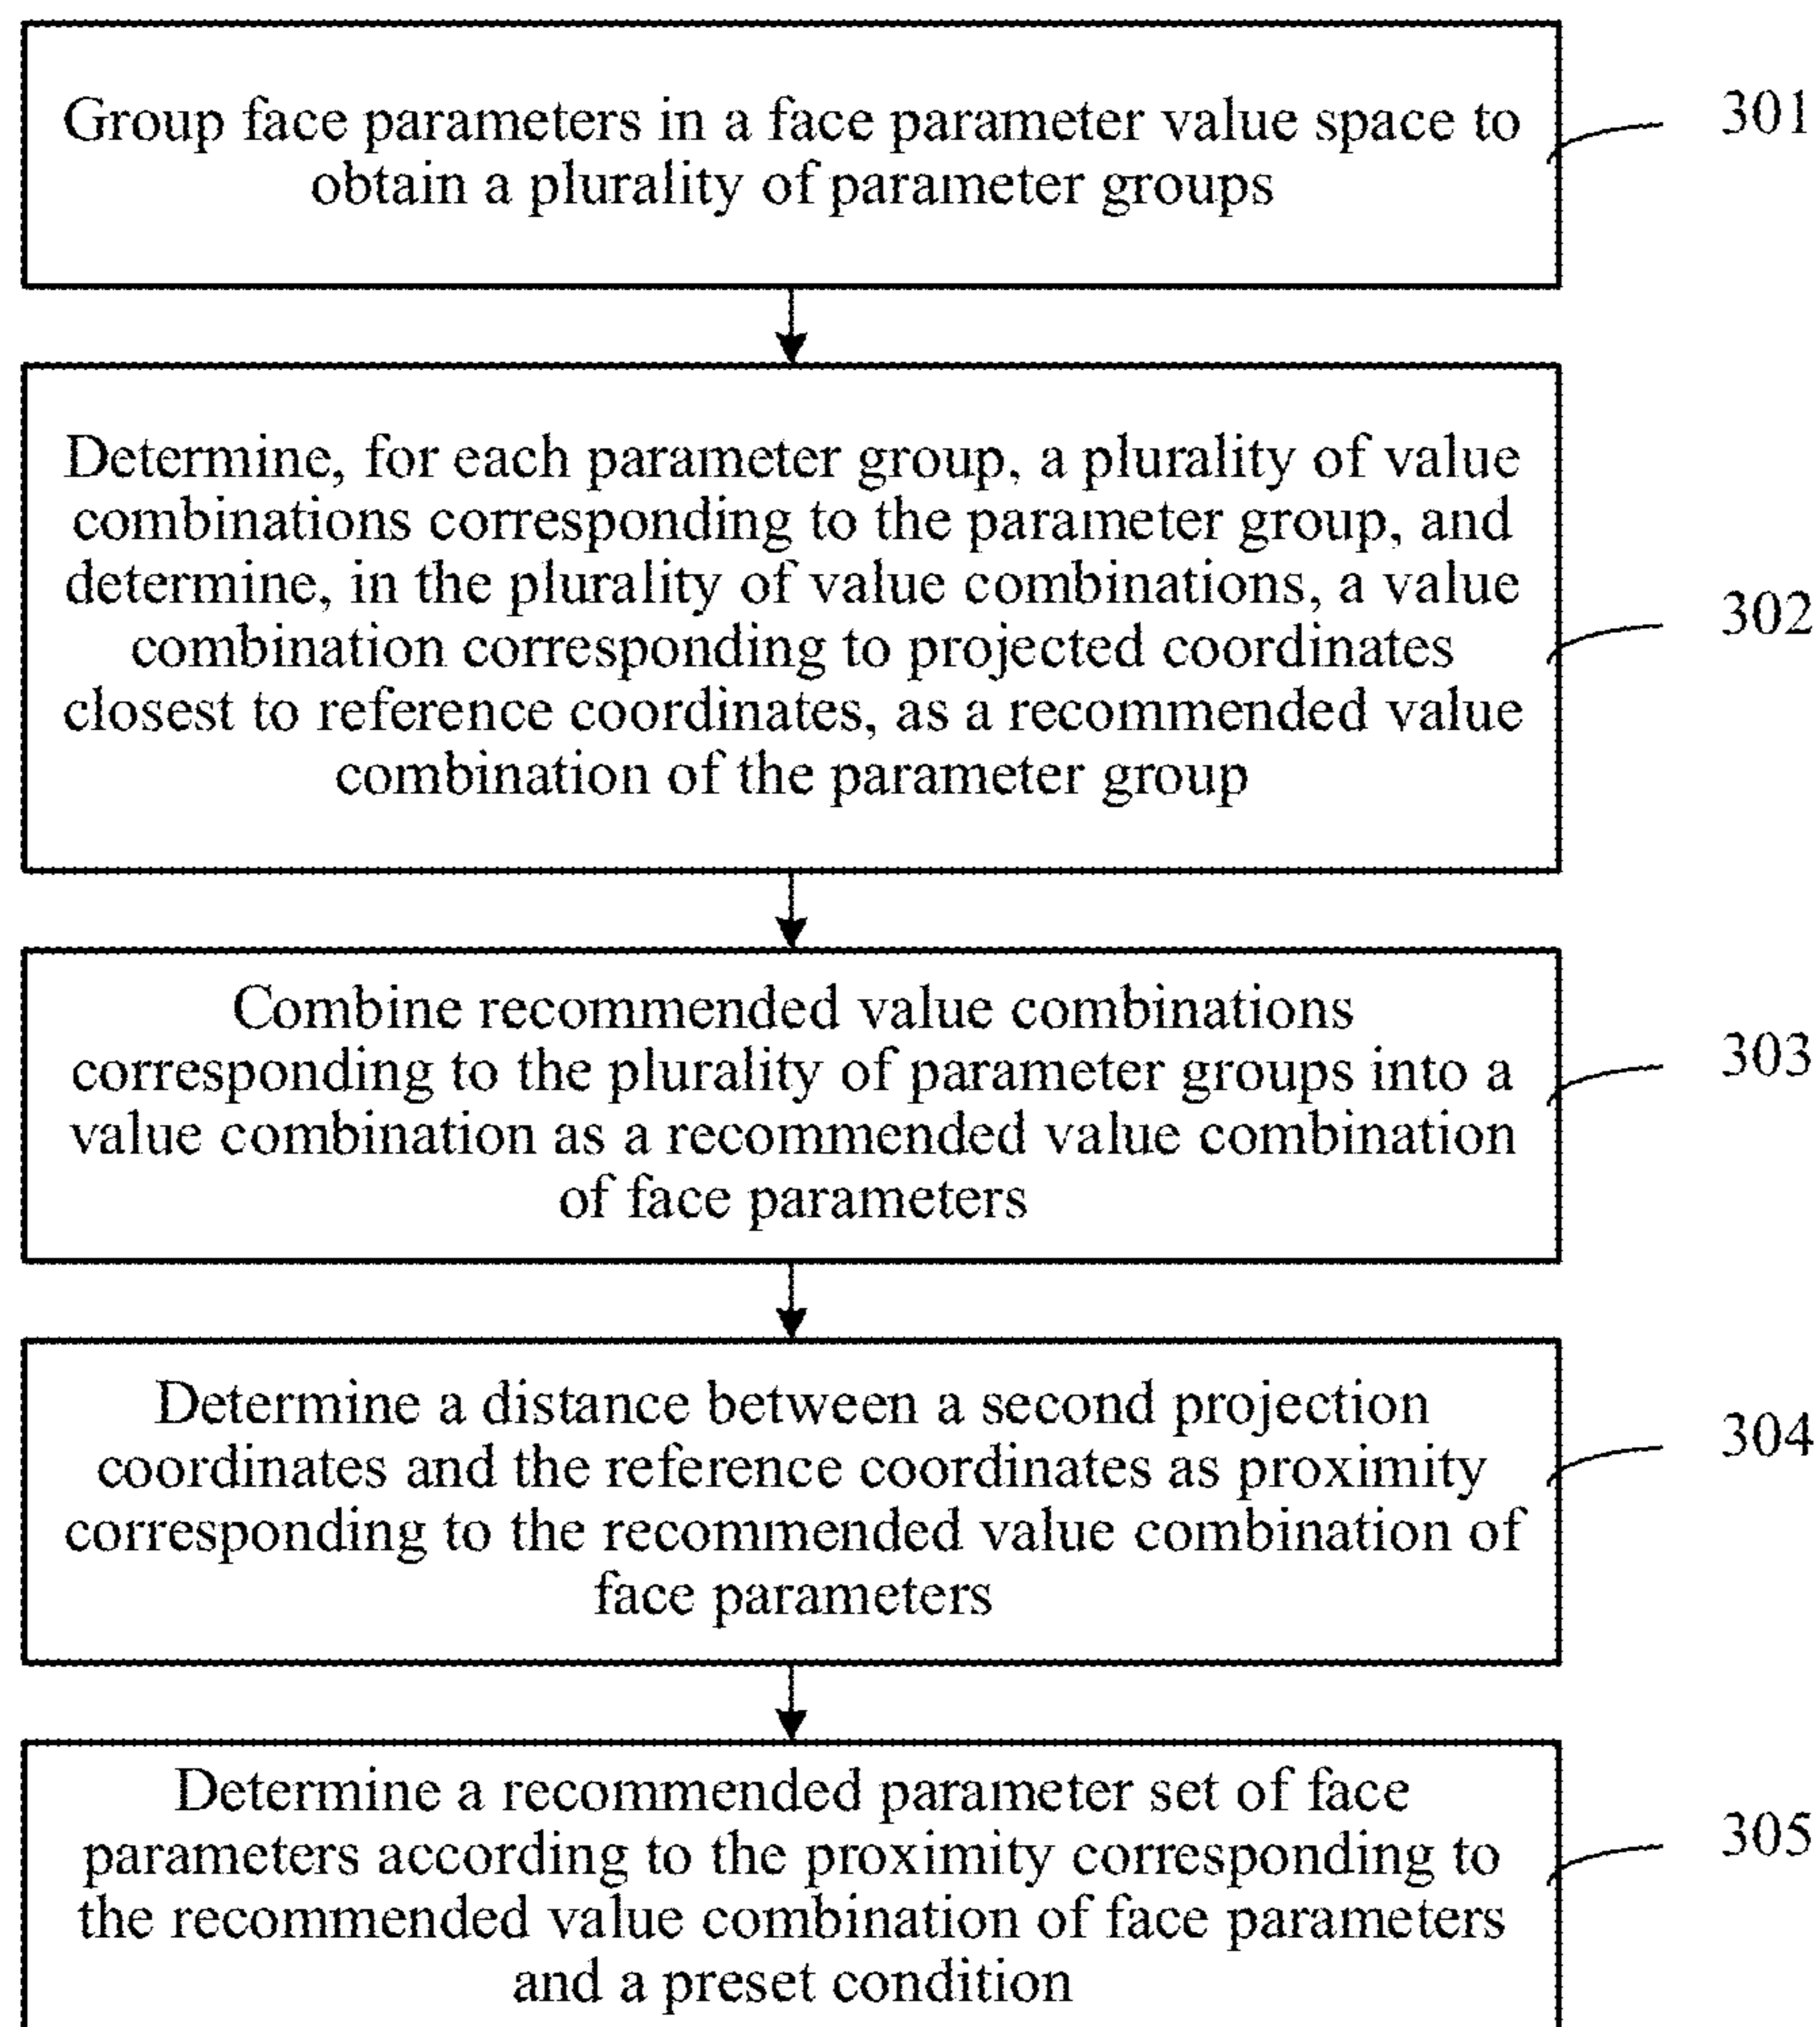 Group face parameters in a face parameter value space to
obtain a plurality of parameter groups
301
Determine, for each parameter group, a plurality of value
combinations corresponding to the parameter group, and
determine, in the plurality of value combinations, a value
combination corresponding to projected coordinates
closest to reference coordinates, as a recommended value
combination of the parameter group
302
Combine recommended value combinations
corresponding to the plurality of parameter groups into a
value combination as a recommended value combination
of face parameters
303
Determine a distance between a second projection
coordinates and the reference coordinates as proximity
corresponding to the recommended value combination of
face parameters
304
Determine a recommended parameter set of face
parameters according to the proximity corresponding to
the recommended value combination of face parameters
and a preset condition
305